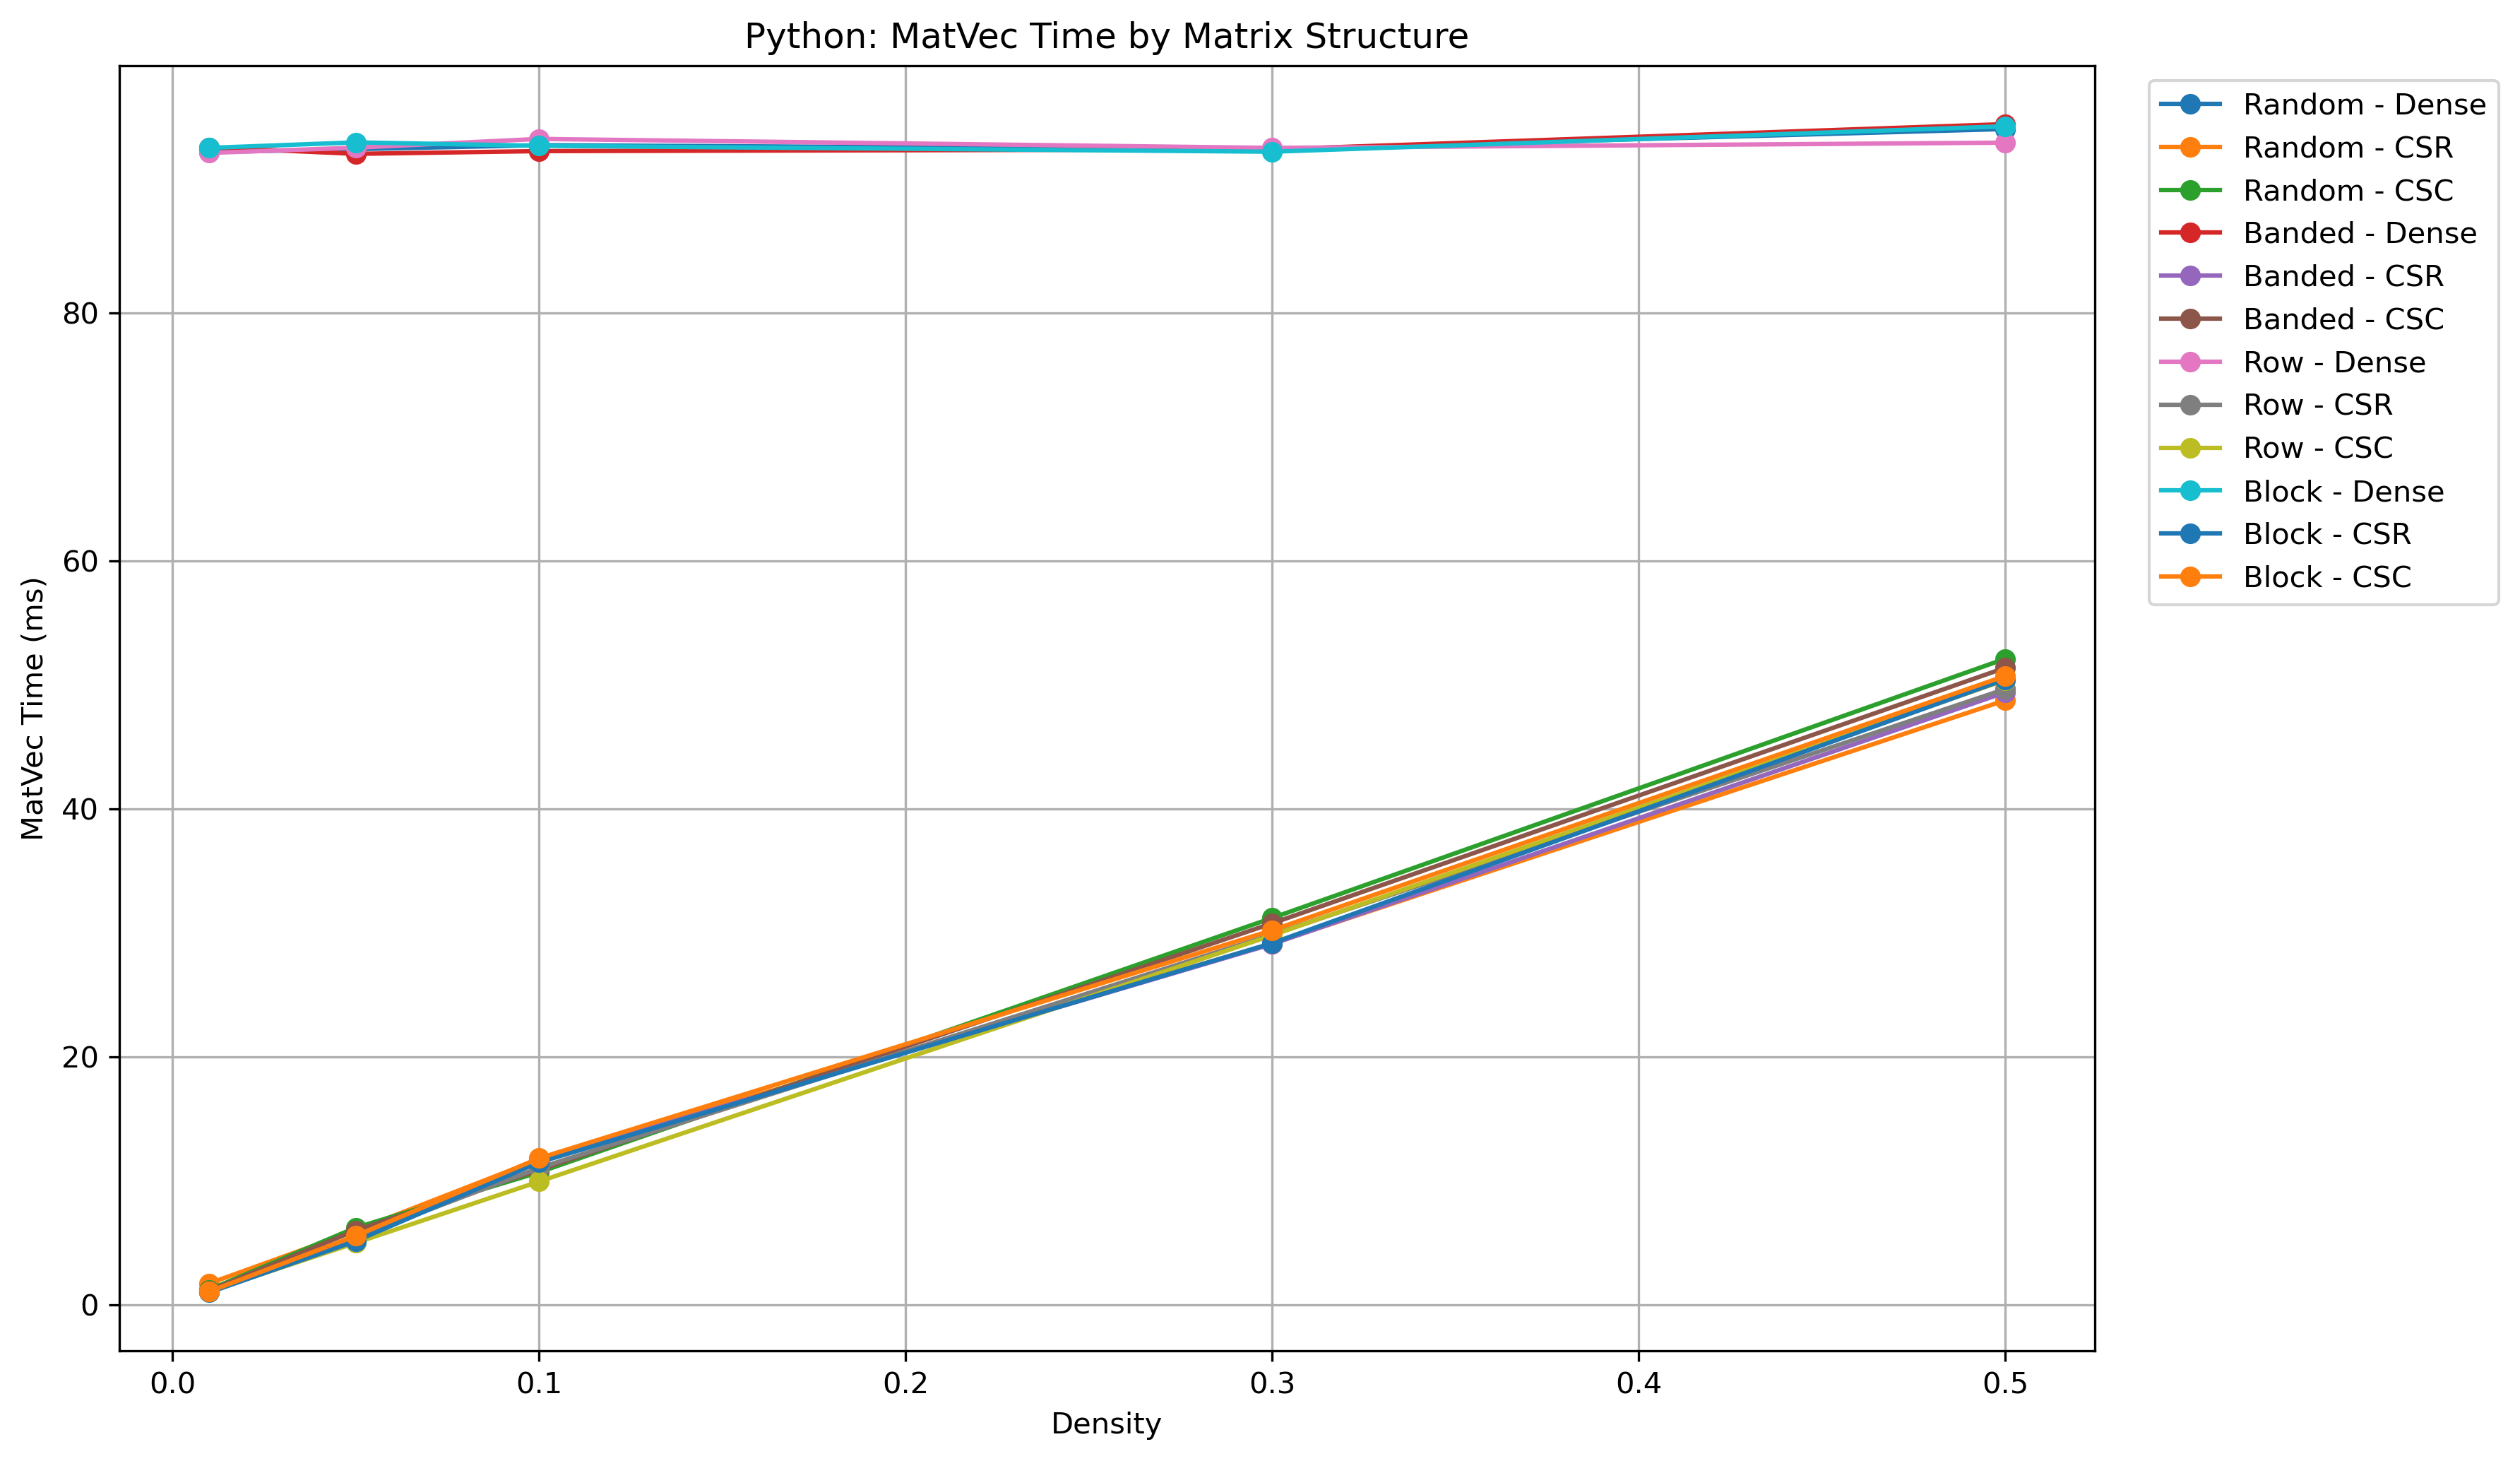 Python: MatVec Time by Matrix Structure
Random - Dense
Random - CSR
Random - CSC
Banded - Dense
Banded - CSR
Banded - CSC
Row - Dense
Row - CSR
Row - CSC
Block - Dense
Block - CSR
Block - CSC
MatVec Time (ms)
80
60
40
20
0
0.0 0.1 0.2 0.3 0.4 0.5
Density